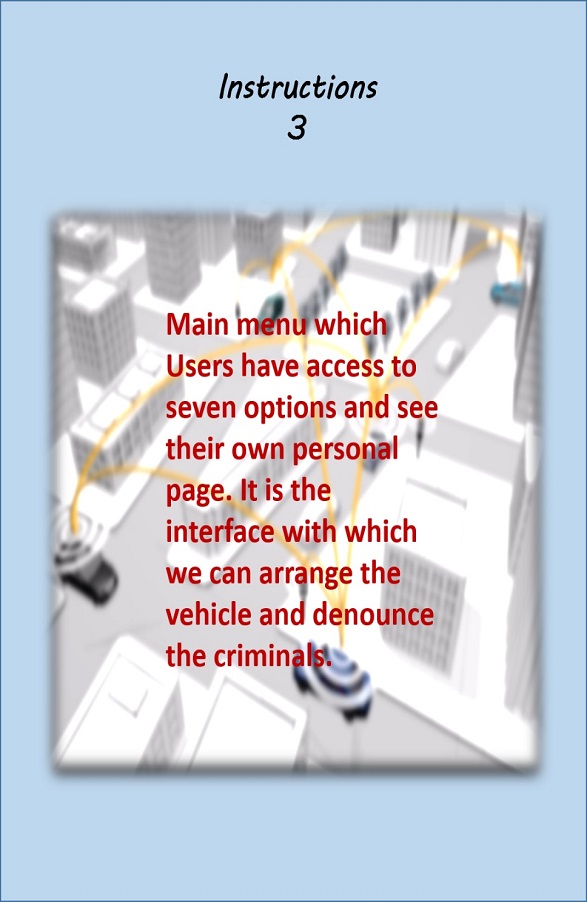 Instructions
3
Main menu which
Users have access to
seven options and see
their own personal
page. It is the
interface with which
we can arrange the
vehicle and denounce
the criminals.